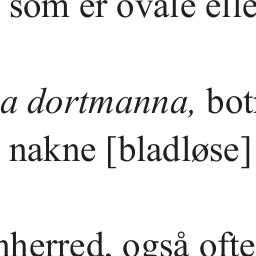 som er ovale elle
a dortmanna, bot
nakne [bladløse]
nherred, også ofte